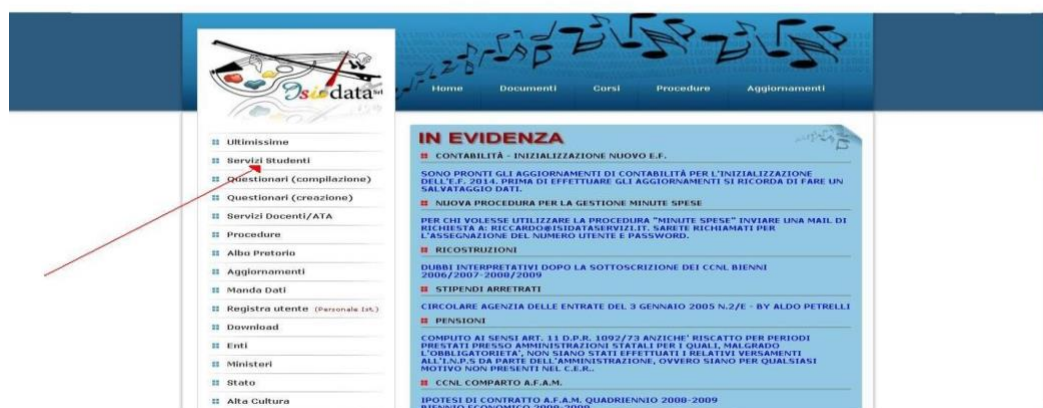 Isidata srl
Home Documenti Corsi Procedure Aggiornamenti
Ultimissime
Servizi Studenti
Questionari (compilazione)
Questionari (creazione)
Servizi Docenti/ATA
Procedure
Albo Pretorio
Aggiornamenti
Manda Dati
Registra utente (Personale Ist.)
Download
Enti
Ministeri
Stato
Alta Cultura
IN EVIDENZA
CONTABILITÀ - INIZIALIZZAZIONE NUOVO E.F.
SONO PRONTI GLI AGGIORNAMENTI DI CONTABILITÀ PER L'INIZIALIZZAZIONE
DELL'E.F. 2014. PRIMA DI EFFETTUARE GLI AGGIORNAMENTI SI RICORDA DI FARE UN
SALVATAGGIO DATI.
NUOVA PROCEDURA PER LA GESTIONE MINUTE SPESE
PER CHI VOLESSE UTILIZZARE LA PROCEDURA "MINUTE SPESE" INVIARE UNA MAIL DI
RICHIESTA A: RICCARDO@ISIDATASERVIZI.IT. SARETE RICHIAMATI PER
L'ASSEGNAZIONE DEL NUMERO UTENTE E PASSWORD.
RICOSTRUZIONI
DUBBI INTERPRETATIVI DOPO LA SOTTOSCRIZIONE DEI CCNL BIENNI
2006/2007-2008/2009
STIPENDI ARRETRATI
CIRCOLARE AGENZIA DELLE ENTRATE DEL 3 GENNAIO 2005 N.2/E - BY ALDO PETRELLI
PENSIONI
COMPUTO AI SENSI ART. 11 D.P.R. 1092/73 ANZICHE' RISCATTO PER PERIODI
PRESTATI PRESSO AMMINISTRAZIONI STATALI PER I QUALI, MALGRADO
L'OBBLIGATORIETA', NON SIANO STATI EFFETTUATI I RELATIVI VERSAMENTI
ALL'I.N.P.S DA PARTE DELL'AMMINISTRAZIONE, OVVERO SIANO PER QUALSIASI
MOTIVO NON PRESENTI NEL C.E.R..
CCNL COMPARTO A.F.A.M.
IPOTESI DI CONTRATTO A.F.A.M. QUADRIENNIO 2008-2009
BIENNIO ECONOMICO 2008-2009